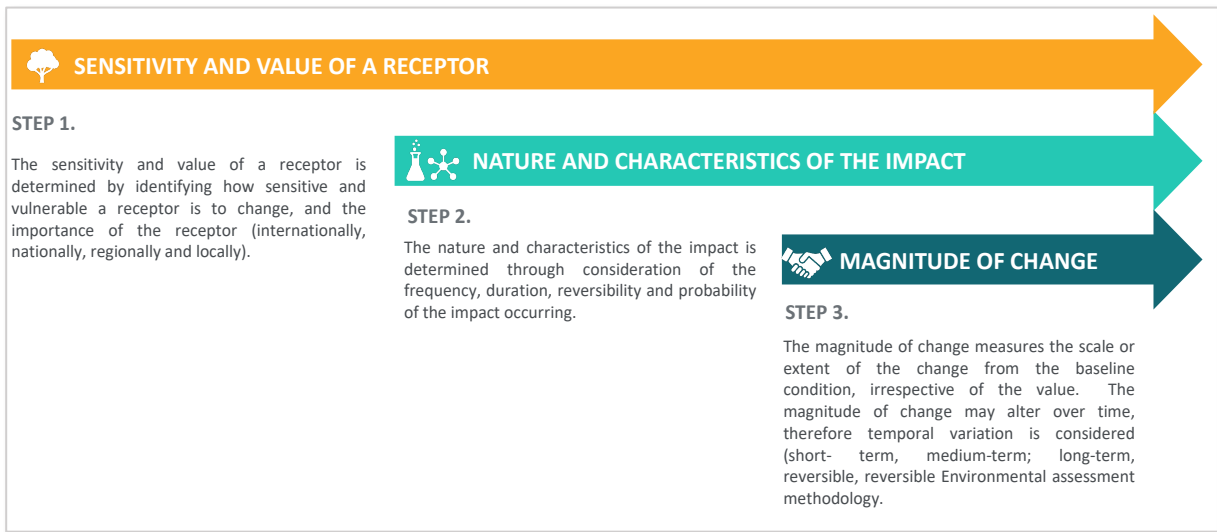 SENSITIVITY AND VALUE OF A RECEPTOR
STEP 1.
The sensitivity and value of a receptor is
determined by identifying how sensitive and
vulnerable a receptor is to change, and the
importance of the receptor (internationally,
nationally, regionally and locally).
NATURE AND CHARACTERISTICS OF THE IMPACT
STEP 2.
The nature and characteristics of the impact is
determined through consideration of the
frequency, duration, reversibility and probability
of the impact occurring.
MAGNITUDE OF CHANGE
STEP 3.
The magnitude of change measures the scale or
extent of the change from the baseline
condition, irrespective of the value. The
magnitude of change may alter over time,
therefore temporal variation is considered
(short- term, medium-term; long-term,
reversible, reversible Environmental assessment
methodology.